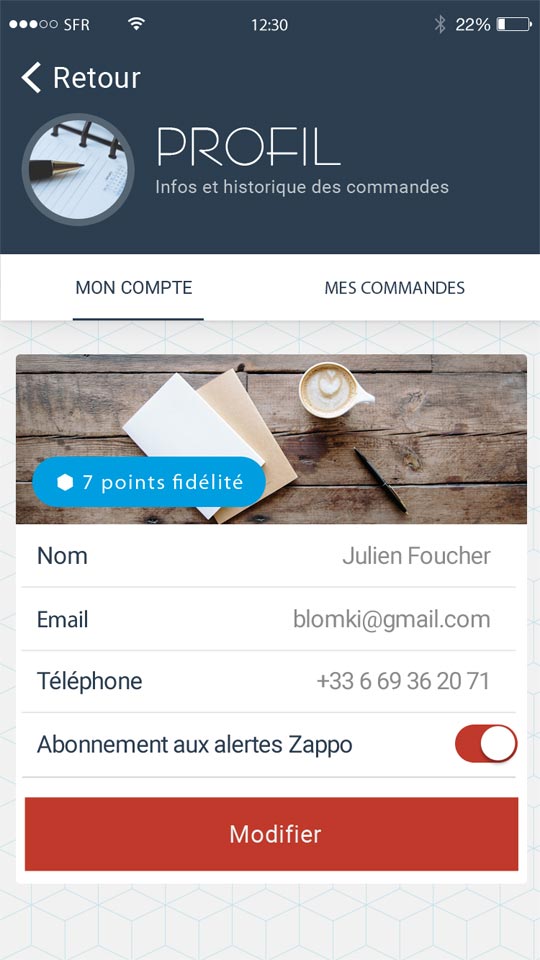 SFR 12:30 22%
Retour
PROFIL
Infos et historique des commandes
MON COMPTE MES COMMANDES
7 points fidélité
Nom Julien Foucher
Email blomki@gmail.com
Téléphone +33 6 69 36 20 71
Abonnement aux alertes Zappo
Modifier